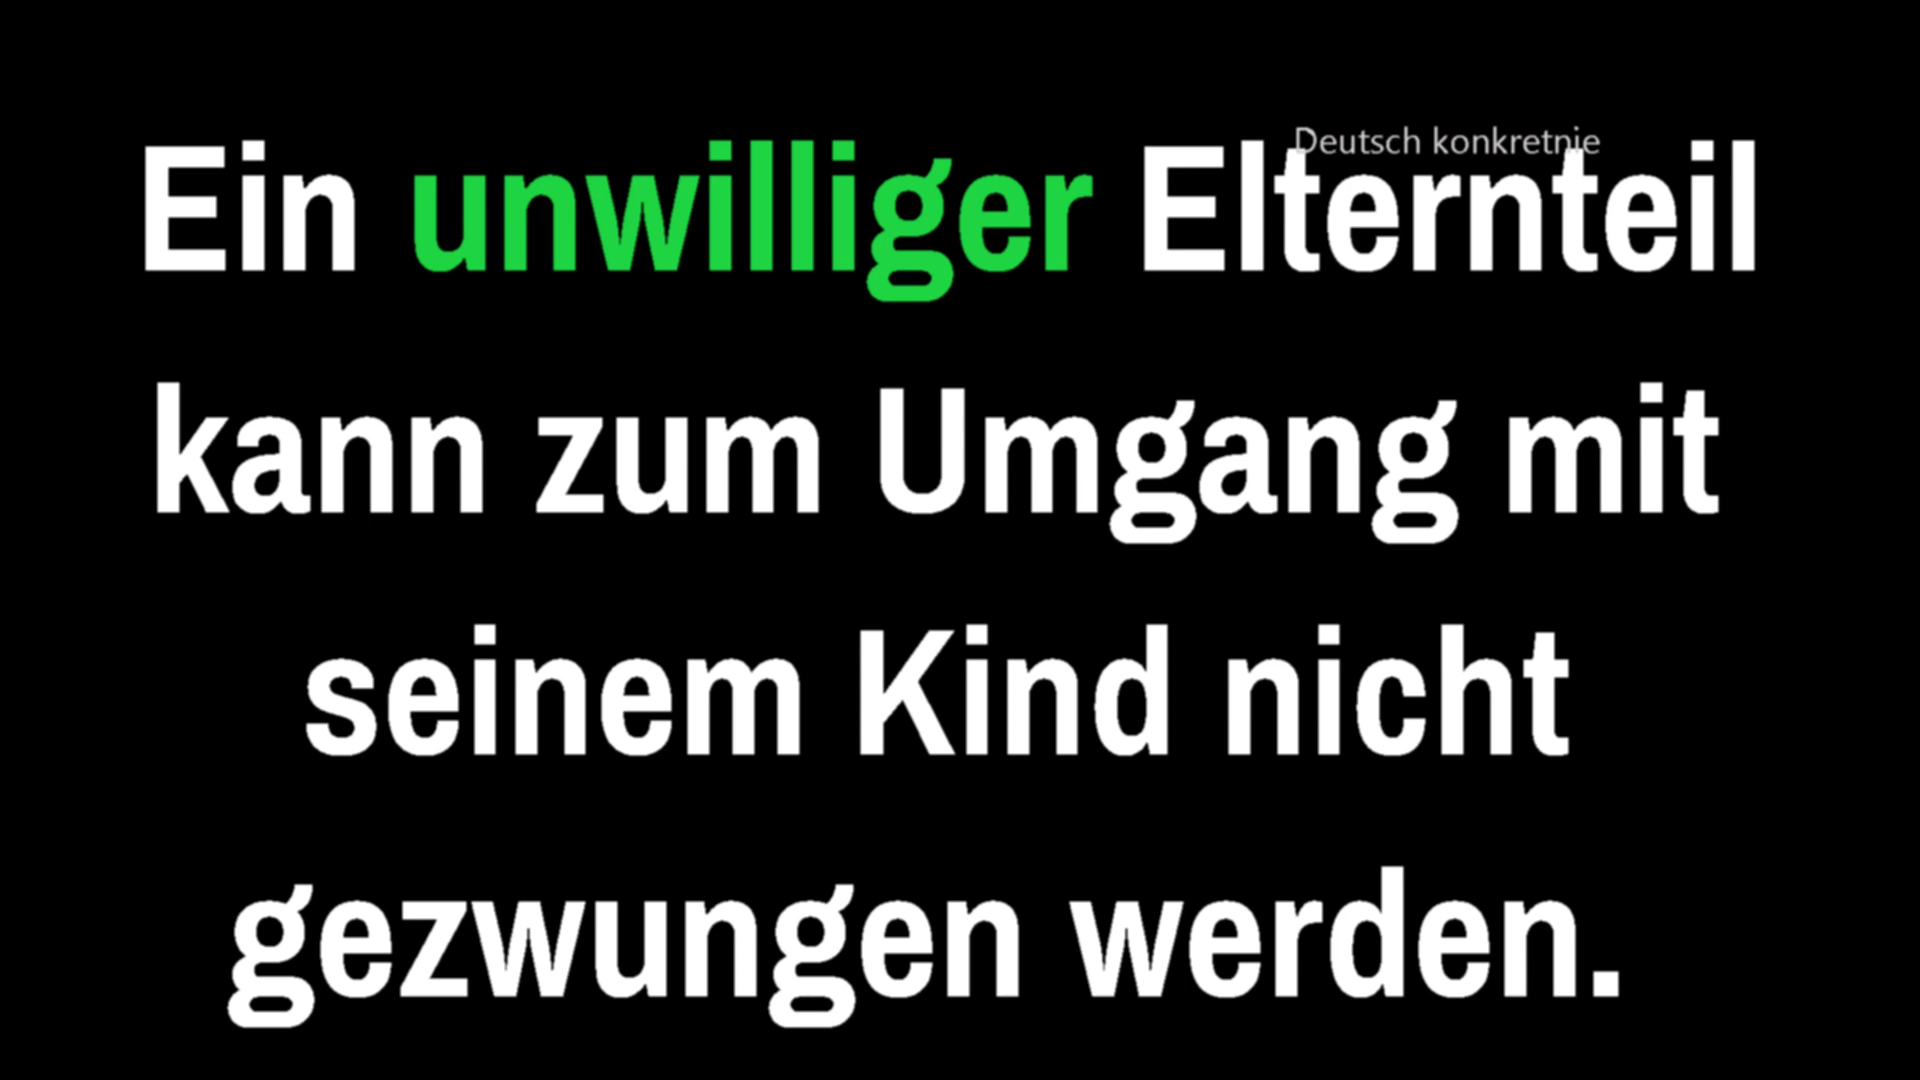 Deutsch konkretnie
Ein unwilliger Elternteil
kann zum Umgang mit
seinem Kind nicht
gezwungen werden.